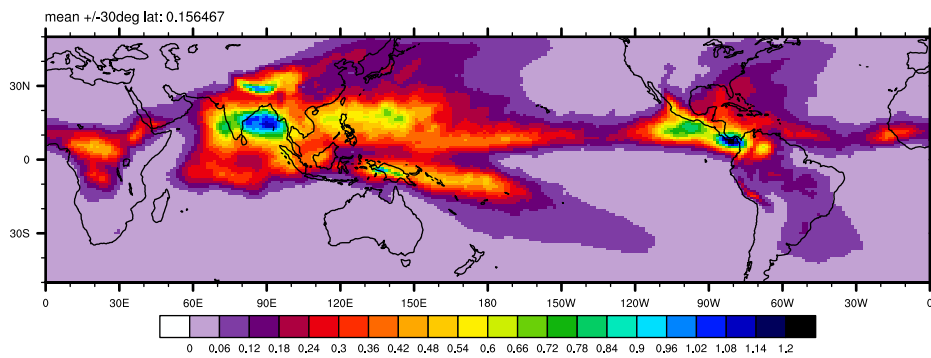 mean +/-30deg lat: 0.156467
30N
0
30S
0 30E 60E 90E 120E 150E 180 150W 120W 90W 60W 30W 0
0 0.06 0.12 0.18 0.24 0.3 0.36 0.42 0.48 0.54 0.6 0.66 0.72 0.78 0.84 0.9 0.96 1.02 1.08 1.14 1.2